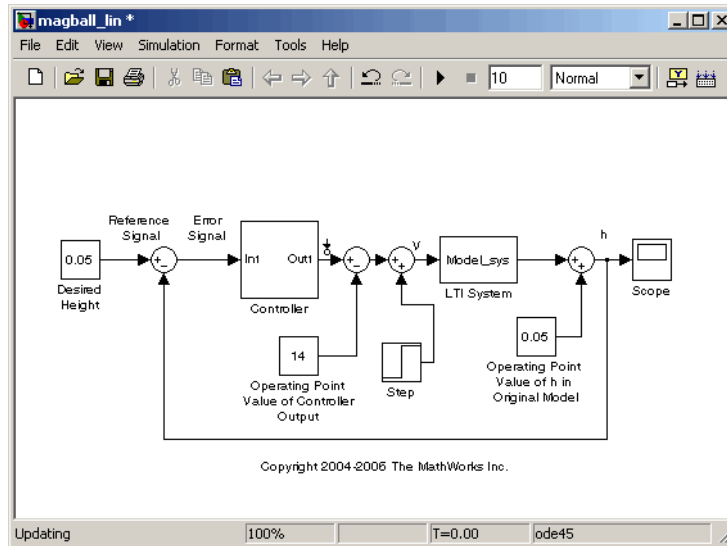 magball_lin *
File Edit View Simulation Format Tools Help
10 Normal
Reference
Signal
Error
Signal
0.05
Desired
Height
+
−
In1 Out1
Controller
+
−
+
+
V
Model_sys
LTI System
+
+
h
Scope
14
Operating Point
Value of Controller
Output
Step
0.05
Operating Point
Value of h in
Original Model
Copyright 2004-2006 The MathWorks Inc.
Updating 100% T=0.00 ode45